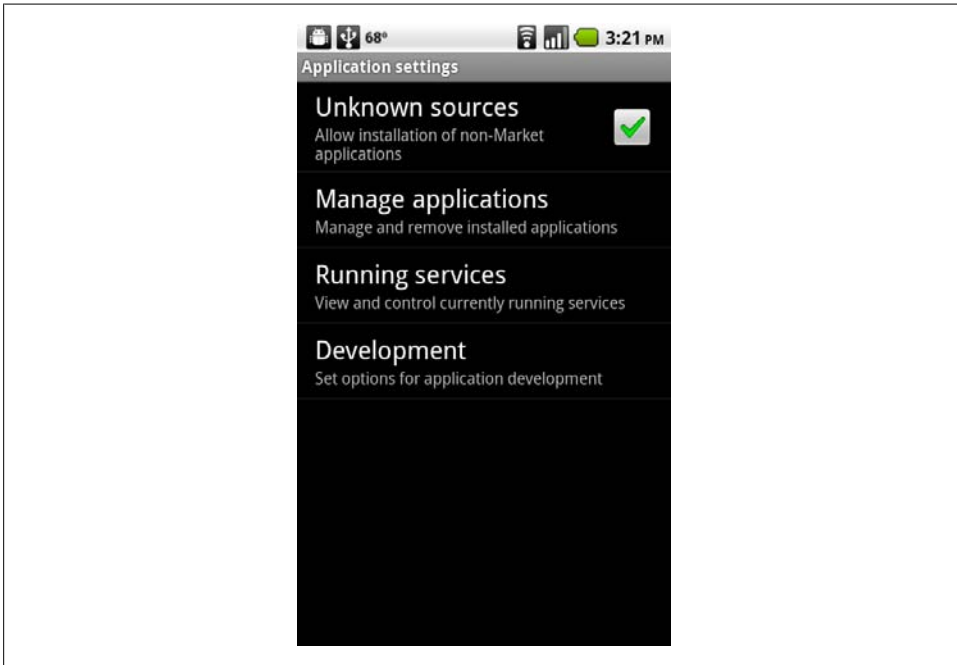 68°
3:21 PM
Application settings
Unknown sources
Allow installation of non-Market
applications
Manage applications
Manage and remove installed applications
Running services
View and control currently running services
Development
Set options for application development